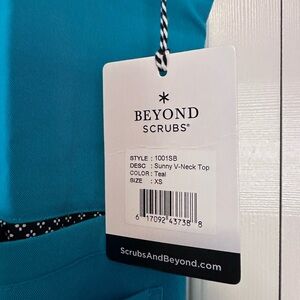 BEYOND
SCRUBS®
STYLE : 1001SB
DESC : Sunny V-Neck Top
COLOR : Teal
SIZE : XS
6 17092 43738 8
ScrubsAndBeyond.com